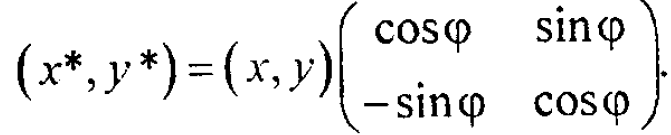 (x*, y*) = (x, y) ( cosφ sinφ
-sinφ cosφ ).